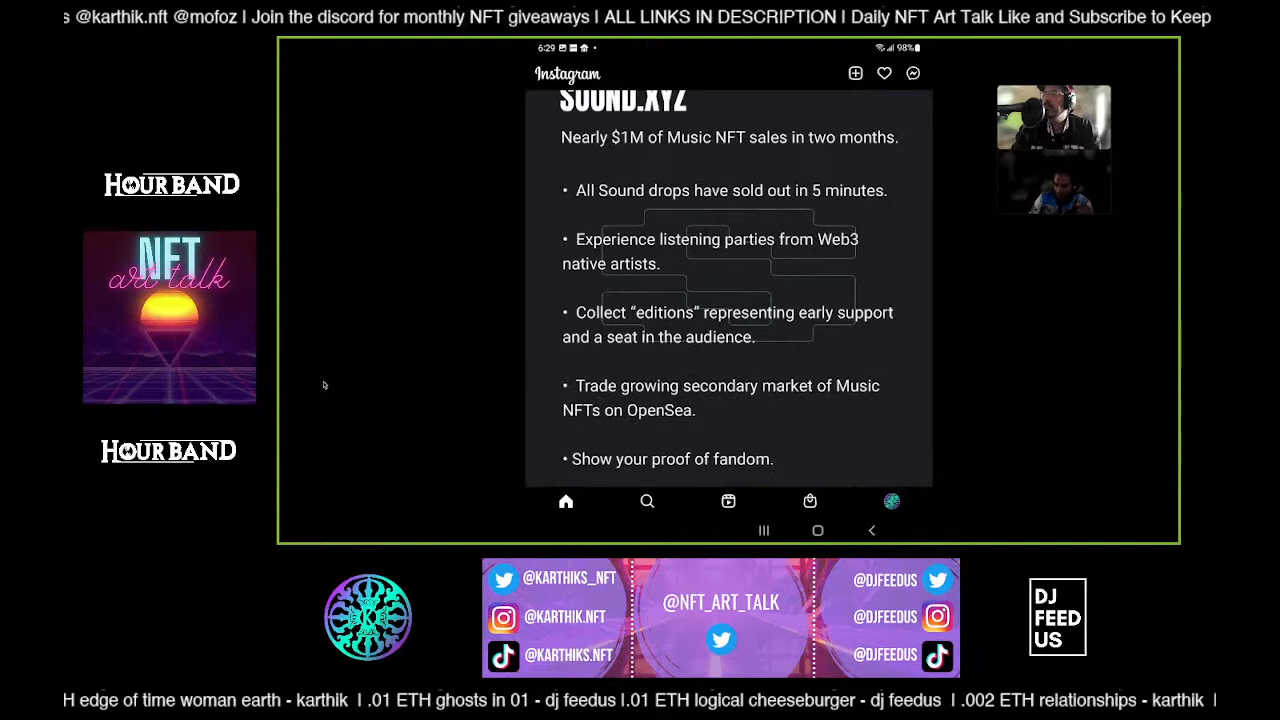 s @karthik.nft @mofoz I Join the discord for monthly NFT giveaways I ALL LINKS IN DESCRIPTION I Daily NFT Art Talk Like and Subscribe to Keep
6:29
98%
Instagram
SOUND.XYZ
Nearly $1M of Music NFT sales in two months.
• All Sound drops have sold out in 5 minutes.
• Experience listening parties from Web3
native artists.
• Collect “editions” representing early support
and a seat in the audience.
• Trade growing secondary market of Music
NFTs on OpenSea.
• Show your proof of fandom.
HOUR BAND
NFT
art talk
HOUR BAND
@KARTHIKS_NFT
@KARTHIK.NFT
@KARTHIKS.NFT
@NFT_ART_TALK
@DJFEEDUS
@DJFEEDUS
@DJFEEDUS
K
DJ
FEED
US
H edge of time woman earth - karthik I .01 ETH ghosts in 01 - dj feedus I.01 ETH logical cheeseburger - dj feedus I .002 ETH relationships - karthik I